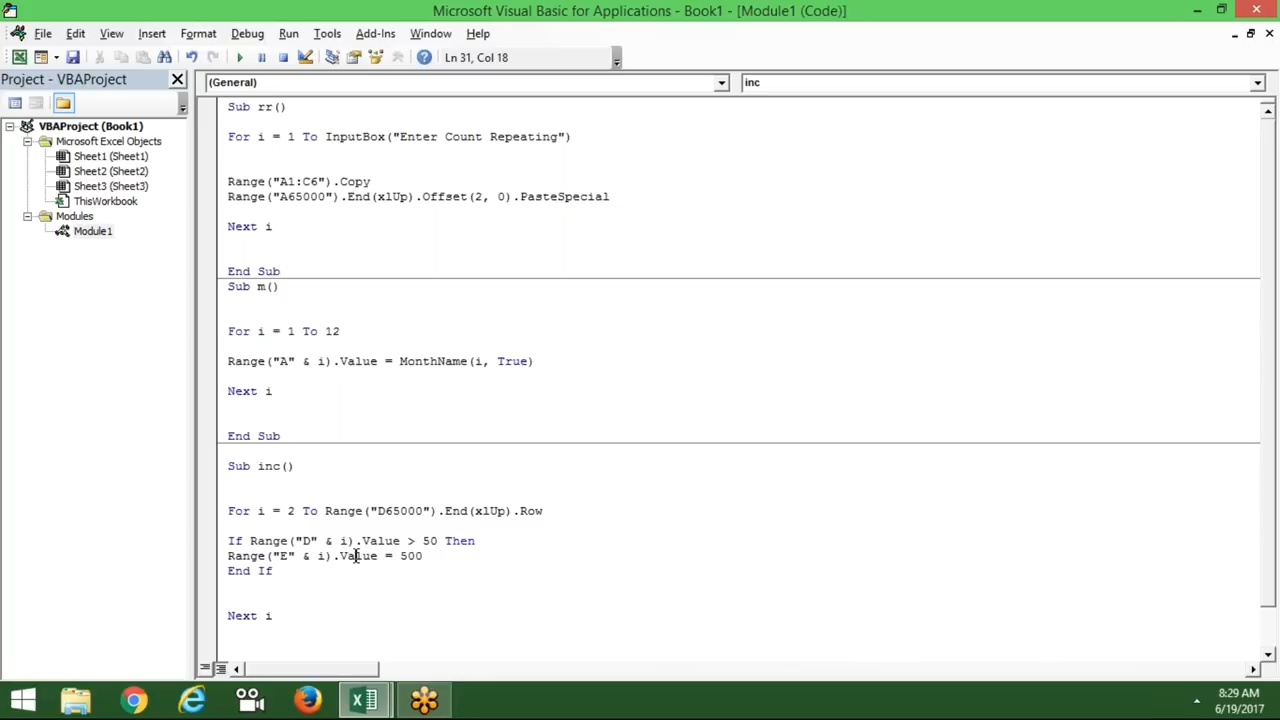 Microsoft Visual Basic for Applications - Book1 - [Module1 (Code)]
File Edit View Insert Format Debug Run Tools Add-Ins Window Help
Ln 31, Col 18
Project - VBAProject
(General) inc
VBAProject (Book1)
Microsoft Excel Objects
Sheet1 (Sheet1)
Sheet2 (Sheet2)
Sheet3 (Sheet3)
ThisWorkbook
Modules
Module1
Sub rr()
For i = 1 To InputBox("Enter Count Repeating")
Range("A1:C6").Copy
Range("A65000").End(xlUp).Offset(2, 0).PasteSpecial
Next i
End Sub
Sub m()
For i = 1 To 12
Range("A" & i).Value = MonthName(i, True)
Next i
End Sub
Sub inc()
For i = 2 To Range("D65000").End(xlUp).Row
If Range("D" & i).Value > 50 Then
Range("E" & i).Value = 500
End If
Next i
8:29 AM
6/19/2017